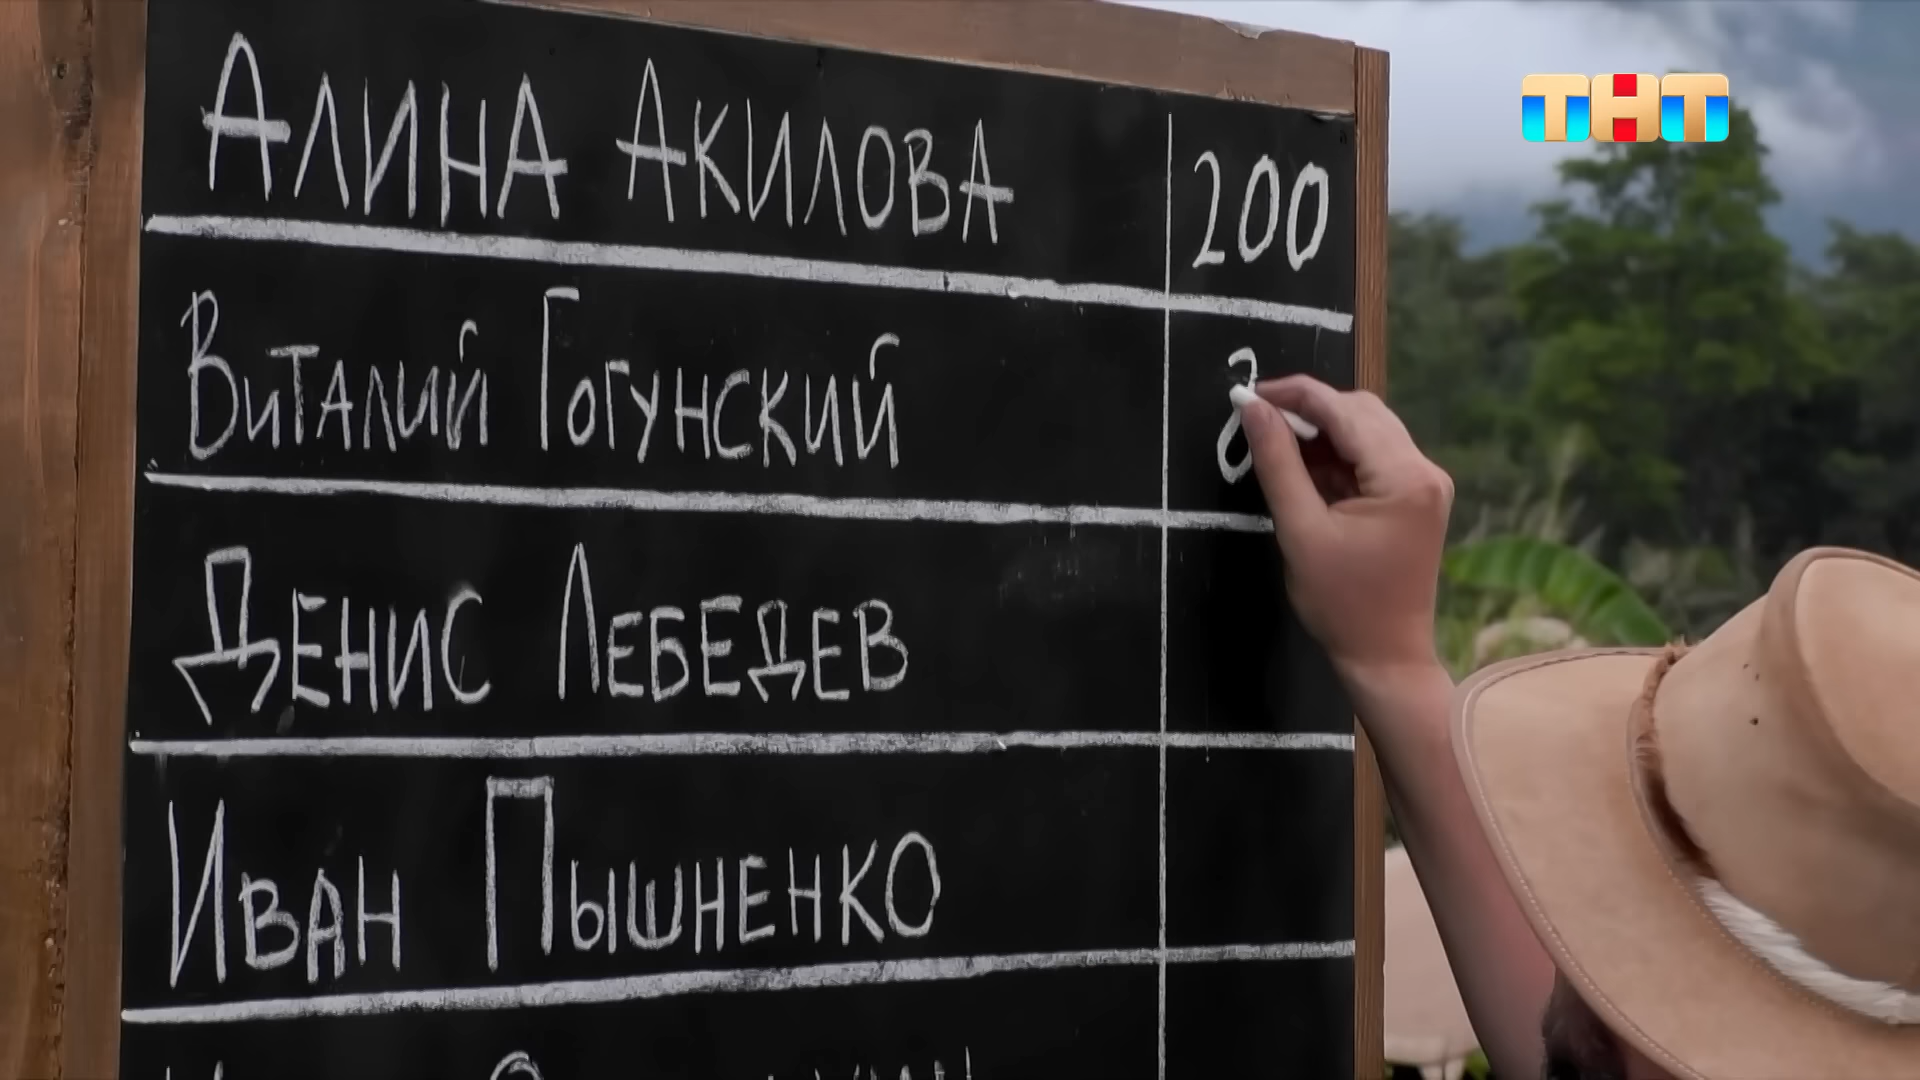 ТНТ
Алина Акилова 200
Виталий Гогунский
Денис Лебедев
Иван Пышненко